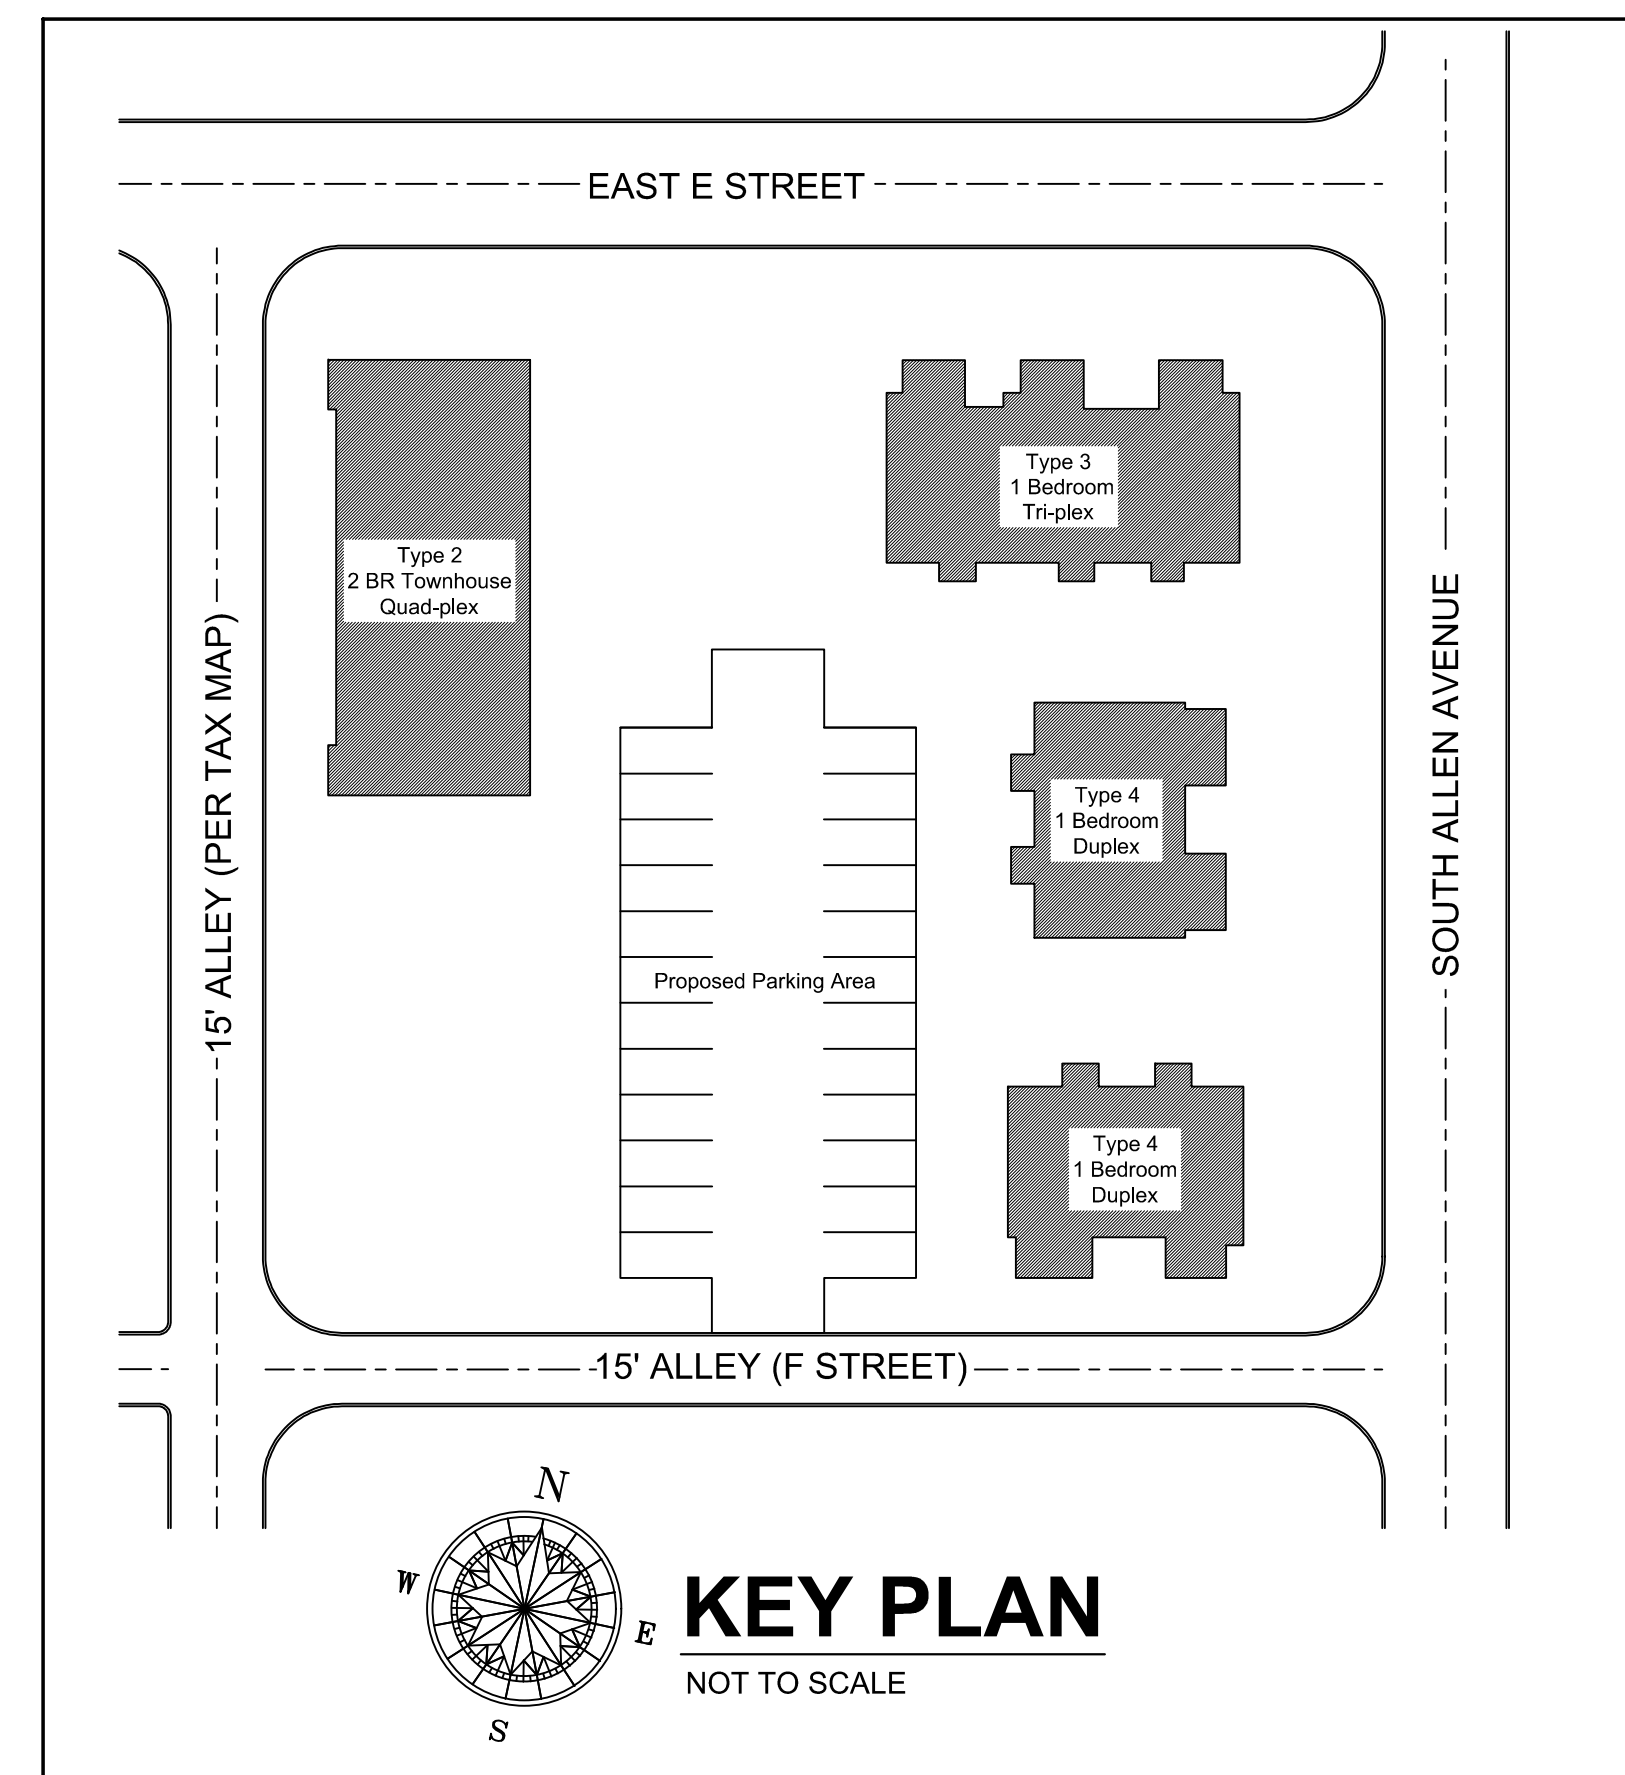 EAST E STREET
Type 3
1 Bedroom
Tri-plex
Type 2
2 BR Townhouse
Quad-plex
15' ALLEY (PER TAX MAP)
SOUTH ALLEN AVENUE
Type 4
1 Bedroom
Duplex
Proposed Parking Area
Type 4
1 Bedroom
Duplex
15' ALLEY (F STREET)
N
W
E
S
KEY PLAN
NOT TO SCALE